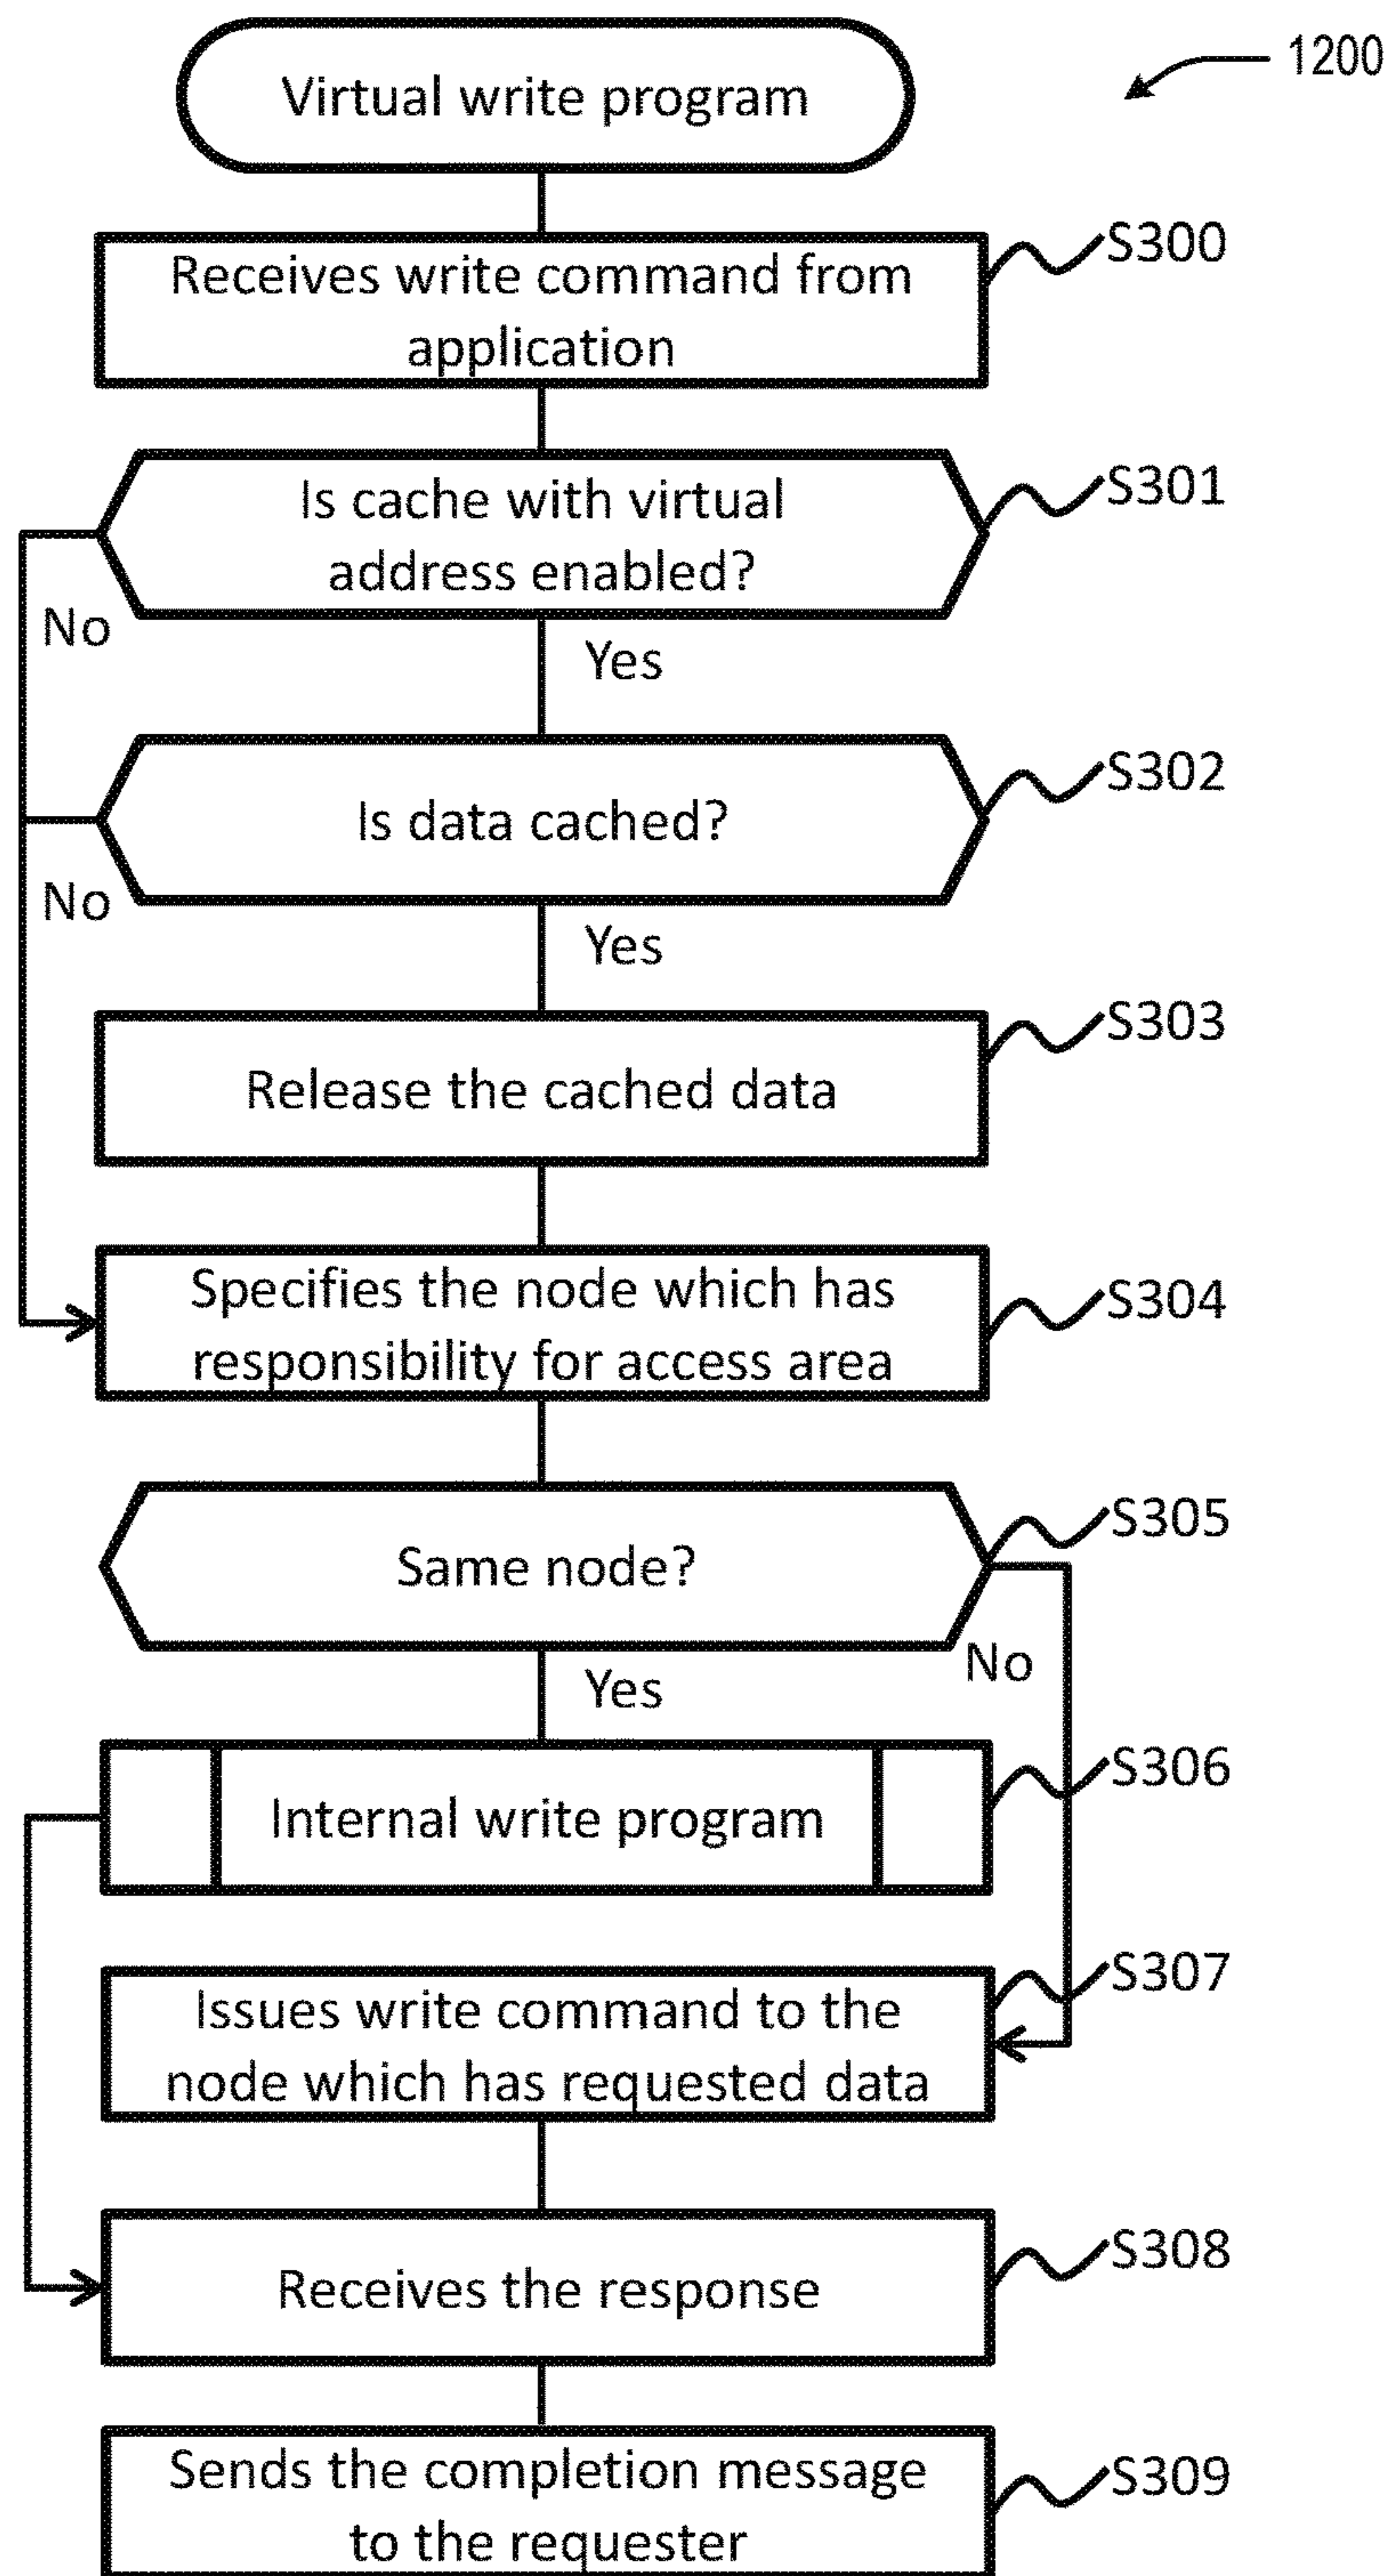 Virtual write program
1200
S300
Receives write command from
application
S301
Is cache with virtual
address enabled?
No
Yes
S302
Is data cached?
No
Yes
S303
Release the cached data
S304
Specifies the node which has
responsibility for access area
S305
Same node?
No
Yes
S306
Internal write program
S307
Issues write command to the
node which has requested data
S308
Receives the response
S309
Sends the completion message
to the requester